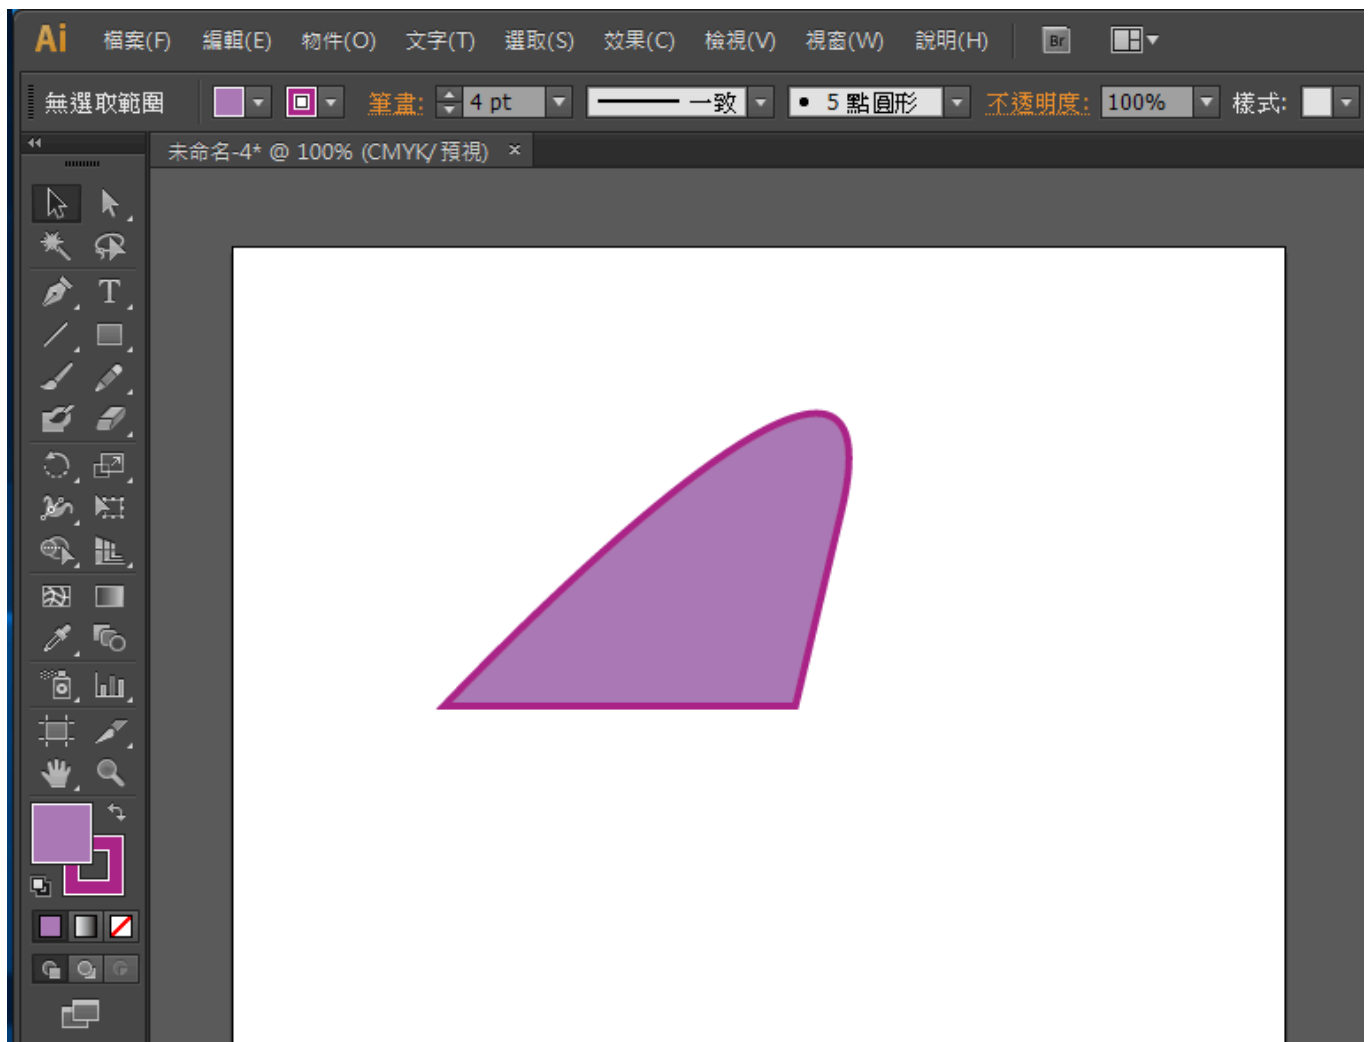 Ai 檔案(F) 編輯(E) 物件(O) 文字(T) 選取(S) 效果(C) 檢視(V) 視窗(W) 說明(H) Br
無選取範圍 筆畫: 4 pt 一致 5 點圓形 不透明度: 100% 樣式:
未命名-4* @ 100% (CMYK/預視) ×
T